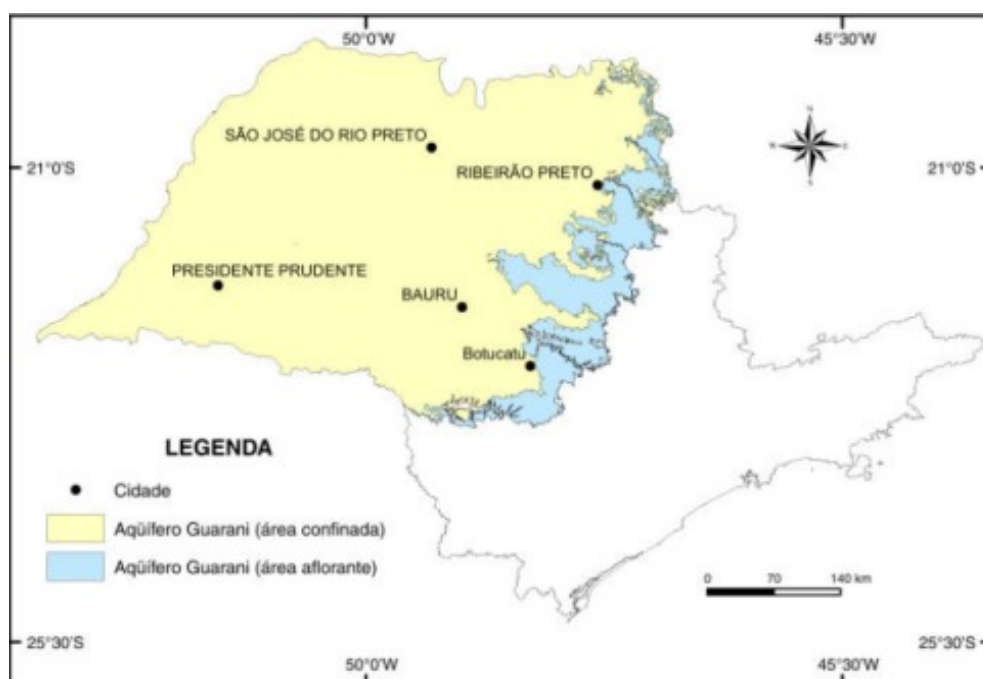 50°0'W
45°30'W
SÃO JOSÉ DO RIO PRETO
N
W
E
S
21°0'S
RIBEIRÃO PRETO
21°0'S
PRESIDENTE PRUDENTE
BAURU
Botucatu
LEGENDA
Cidade
Aqüífero Guarani (área confinada)
Aqüífero Guarani (área aflorante)
0 70 140 km
25°30'S
25°30'S
50°0'W
45°30'W